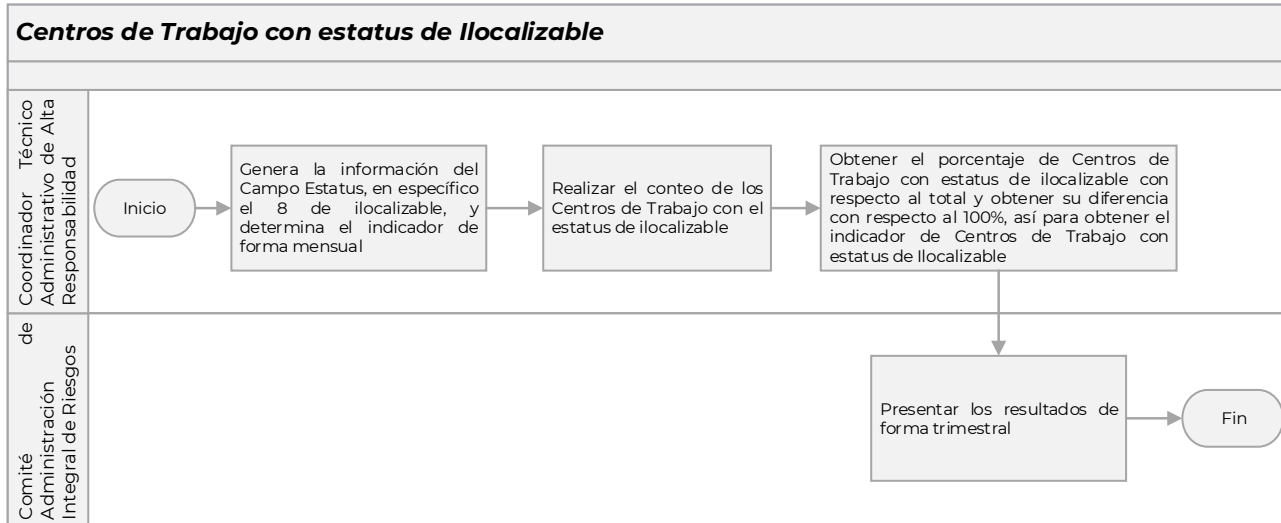 Centros de Trabajo con estatus de Ilocalizable
Coordinador Técnico
Administrativo de Alta
Responsabilidad
Inicio
Genera la información del
Campo Estatus, en específico
el 8 de ilocalizable, y
determina el indicador de
forma mensual
Realizar el conteo de los
Centros de Trabajo con el
estatus de ilocalizable
Obtener el porcentaje de Centros de
Trabajo con estatus de ilocalizable con
respecto al total y obtener su diferencia
con respecto al 100%, así para obtener el
indicador de Centros de Trabajo con
estatus de Ilocalizable
Comité de
Administración
Integral de Riesgos
Presentar los resultados de
forma trimestral
Fin